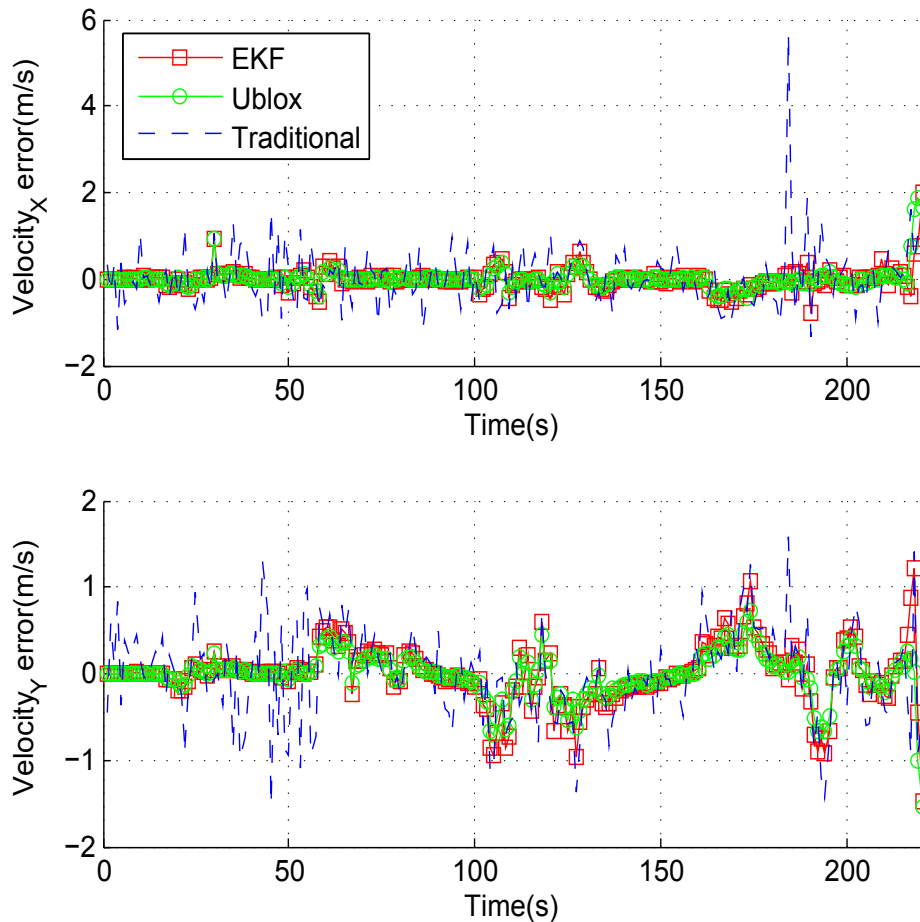 6
4
2
0
−2
Velocity_X error(m/s)
EKF
Ublox
Traditional
0 50 100 150 200
Time(s)
2
1
0
−1
−2
Velocity_Y error(m/s)
0 50 100 150 200
Time(s)